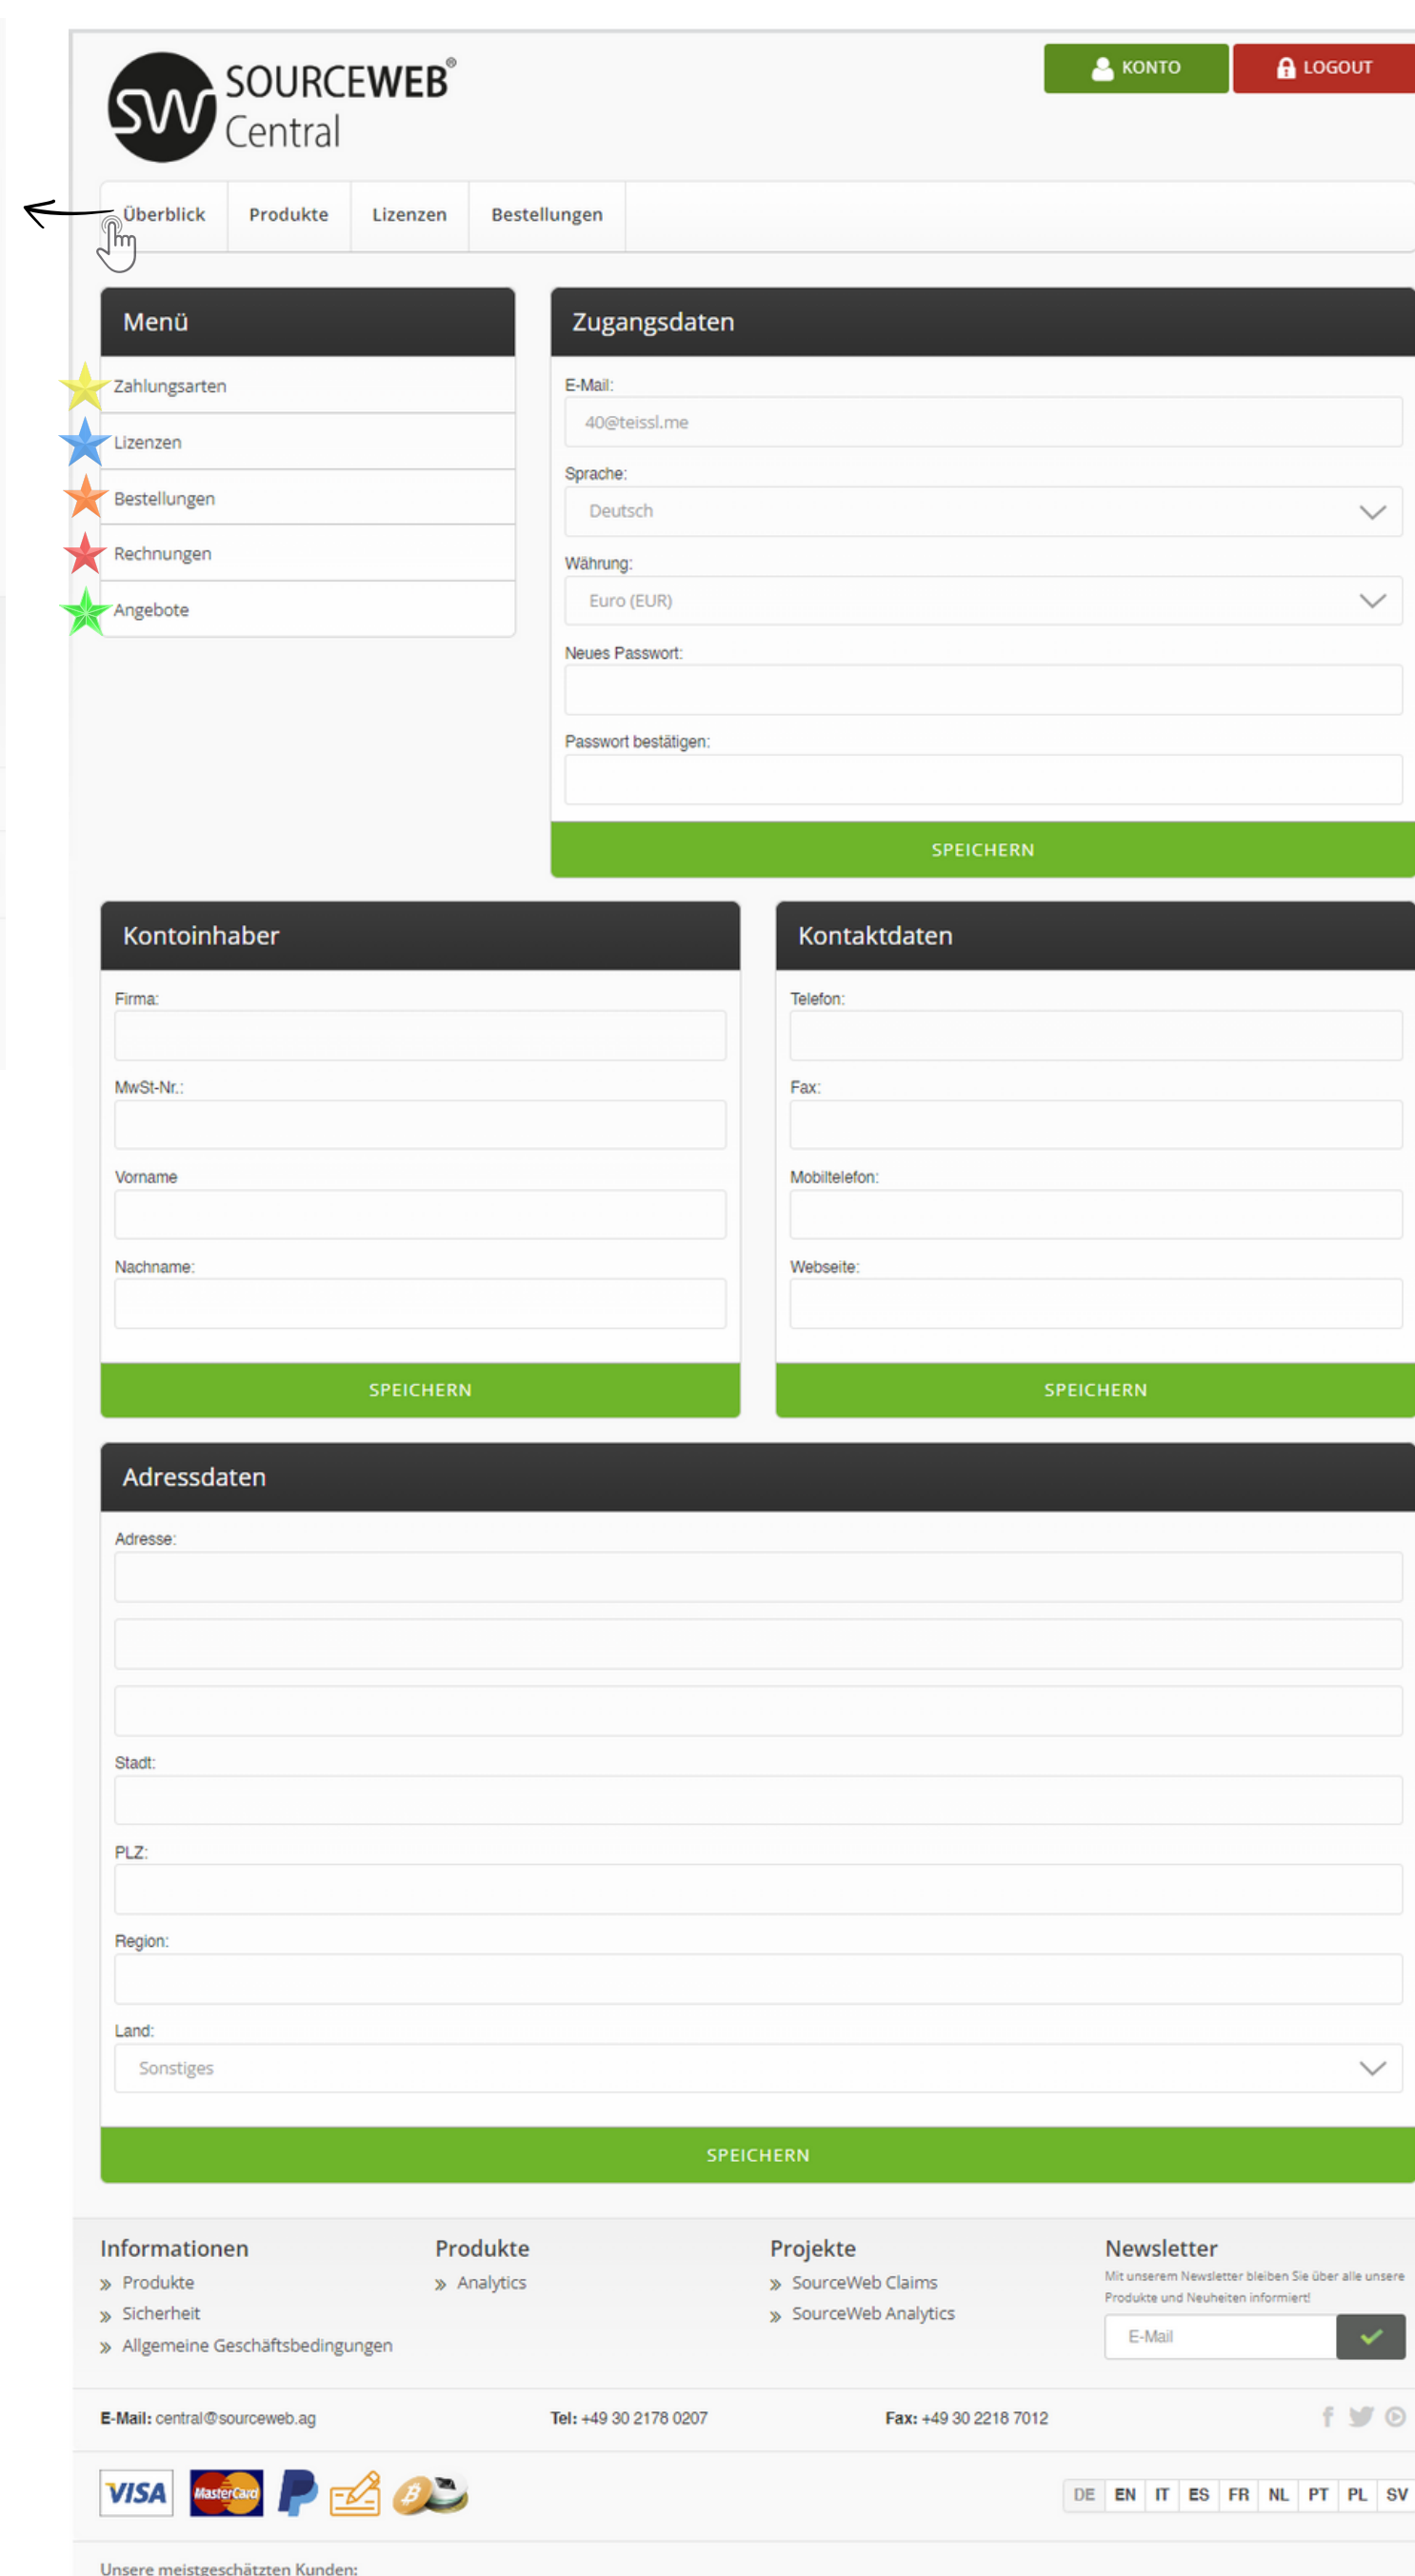 SW
SOURCEWEB®
Central
KONTO
LOGOUT
Überblick
Produkte
Lizenzen
Bestellungen
Menü
Zahlungsarten
Lizenzen
Bestellungen
Rechnungen
Angebote
Zugangsdaten
E-Mail:
40@teissl.me
Sprache:
Deutsch
Währung:
Euro (EUR)
Neues Passwort:
Passwort bestätigen:
SPEICHERN
Kontoinhaber
Firma:
MwSt-Nr.:
Vorname
Nachname:
SPEICHERN
Kontaktdaten
Telefon:
Fax:
Mobiltelefon:
Webseite:
SPEICHERN
Adressdaten
Adresse:
Stadt:
PLZ:
Region:
Land:
Sonstiges
SPEICHERN
Informationen
» Produkte
» Sicherheit
» Allgemeine Geschäftsbedingungen
Produkte
» Analytics
Projekte
» SourceWeb Claims
» SourceWeb Analytics
Newsletter
Mit unserem Newsletter bleiben Sie über alle unsere
Produkte und Neuheiten informiert!
E-Mail
E-Mail: central@sourceweb.ag
Tel: +49 30 2178 0207
Fax: +49 30 2218 7012
VISA
MasterCard
DE EN IT ES FR NL PT PL SV
Unsere meistgeschätzten Kunden: